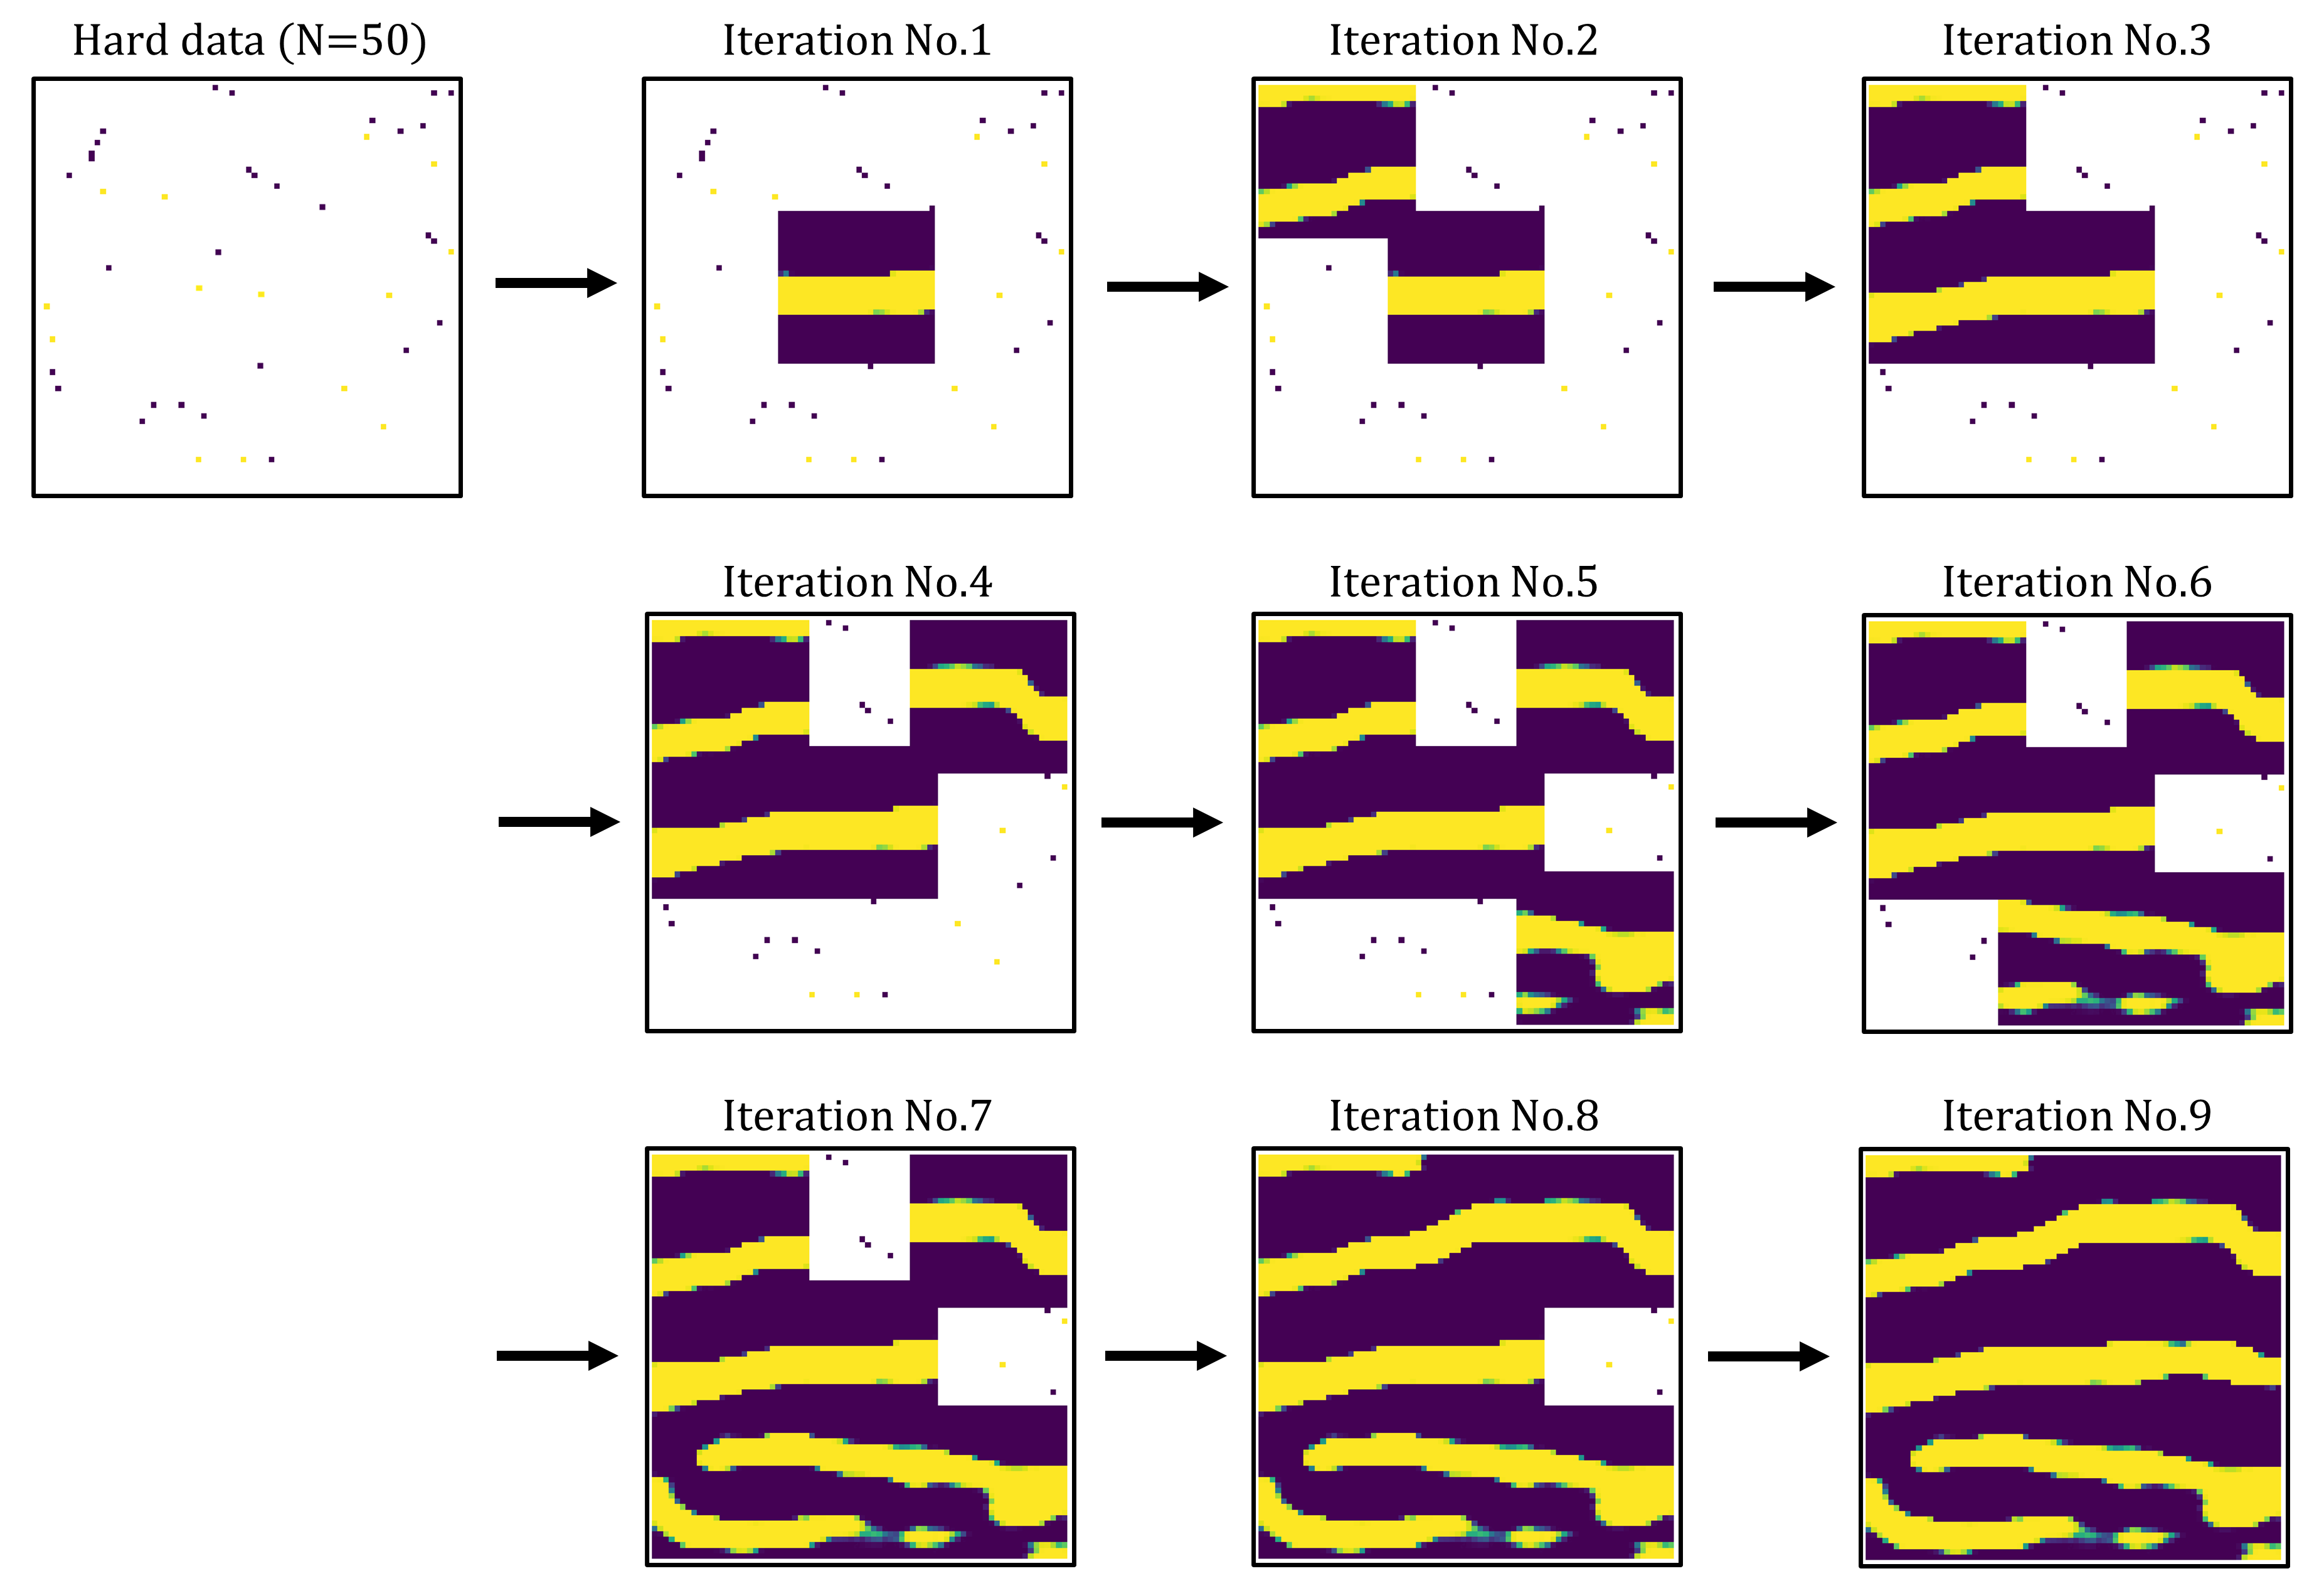 Hard data (N=50)
Iteration No.1
Iteration No.2
Iteration No.3
Iteration No.4
Iteration No.5
Iteration No.6
Iteration No.7
Iteration No.8
Iteration No.9